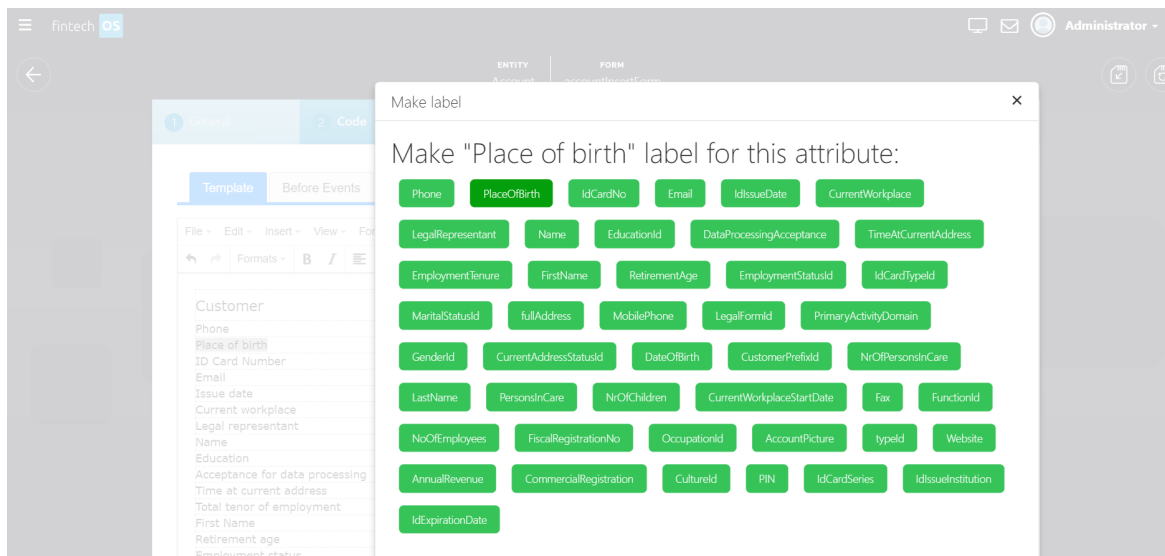 fintech OS
Administrator
ENTITY FORM
Account accountInsertForm
1 General 2 Code
Make label
×
Make "Place of birth" label for this attribute:
Phone PlaceOfBirth IdCardNo Email IdIssueDate CurrentWorkplace
LegalRepresentant Name EducationId DataProcessingAcceptance TimeAtCurrentAddress
EmploymentTenure FirstName RetirementAge EmploymentStatusId IdCardTypeId
MaritalStatusId fullAddress MobilePhone LegalFormId PrimaryActivityDomain
GenderId CurrentAddressStatusId DateOfBirth CustomerPrefixId NrOfPersonsInCare
LastName PersonsInCare NrOfChildren CurrentWorkplaceStartDate Fax FunctionId
NoOfEmployees FiscalRegistrationNo OccupationId AccountPicture typeId Website
AnnualRevenue CommercialRegistration CultureId PIN IdCardSeries IdIssueInstitution
IdExpirationDate
Template Before Events
File Edit Insert View For
Formats B I
Customer
Phone
Place of birth
ID Card Number
Email
Issue date
Current workplace
Legal representant
Name
Education
Acceptance for data processing
Time at current address
Total tenor of employment
First Name
Retirement age
Employment status